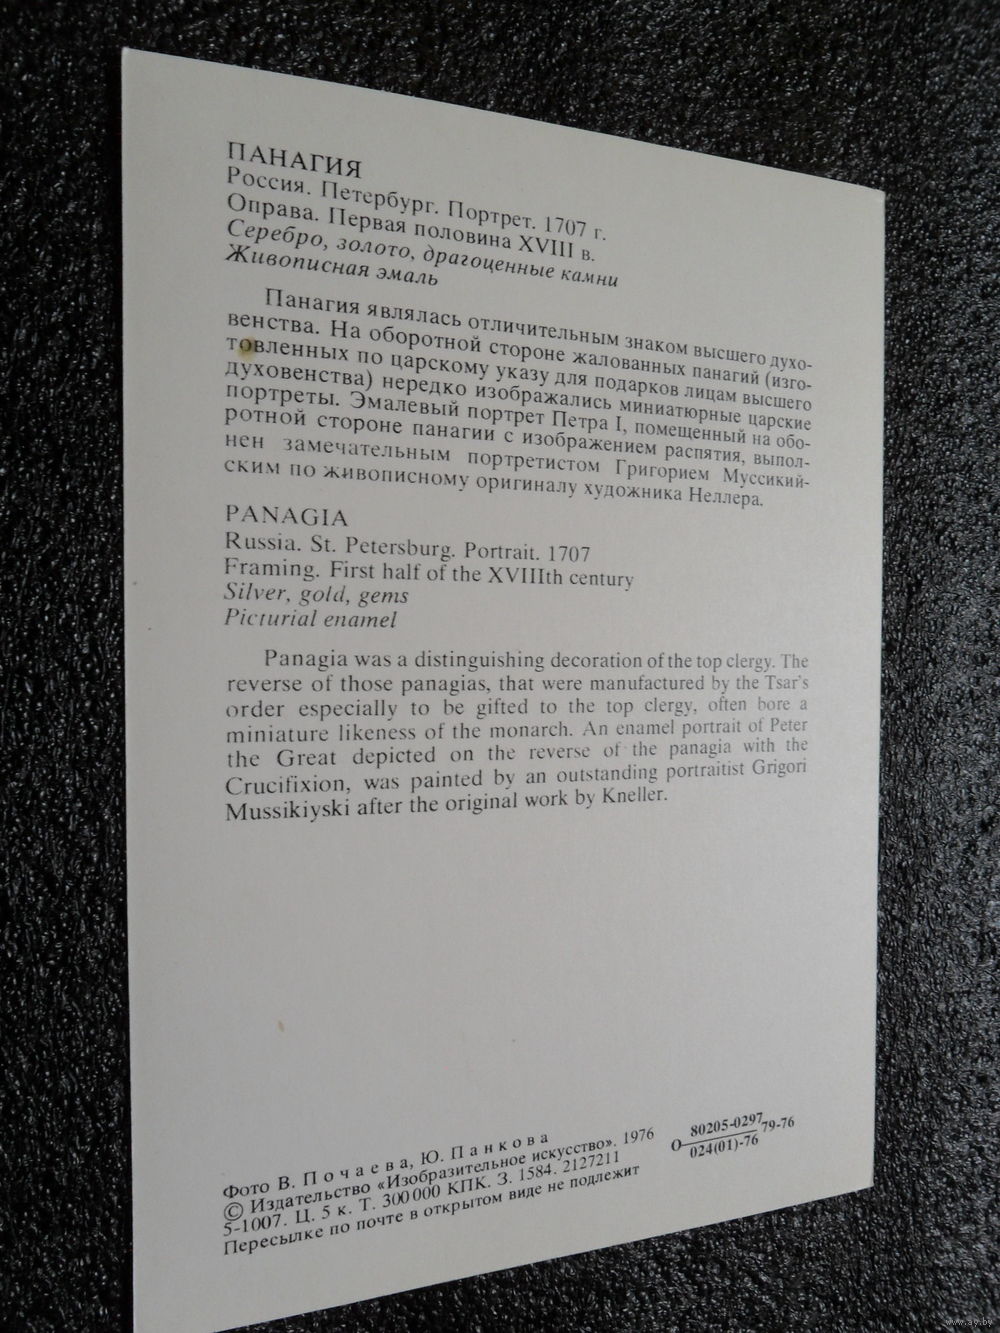 ПАНАГИЯ
Россия. Петербург. Портрет. 1707 г.
Оправа. Первая половина XVIII в.
Серебро, золото, драгоценные камни
Живописная эмаль
Панагия являлась отличительным знаком высшего духо-
венства. На оборотной стороне жалованных панагий (изго-
товленных по царскому указу для подарков лицам высшего
духовенства) нередко изображались миниатюрные царские
портреты. Эмалевый портрет Петра I, помещенный на обо-
ротной стороне панагии с изображением распятия, выпол-
нен замечательным портретистом Григорием Муссикий-
ским по живописному оригиналу художника Неллера.
PANAGIA
Russia. St. Petersburg. Portrait. 1707
Framing. First half of the XVIIIth century
Silver, gold, gems
Picturial enamel
Panagia was a distinguishing decoration of the top clergy. The
reverse of those panagias, that were manufactured by the Tsar's
order especially to be gifted to the top clergy, often bore a
miniature likeness of the monarch. An enamel portrait of Peter
the Great depicted on the reverse of the panagia with the
Crucifixion, was painted by an outstanding portraitist Grigori
Mussikiyski after the original work by Kneller.
Фото В. Почаева, Ю. Панкова
© Издательство «Изобразительное искусство». 1976
5-1007. Ц. 5 к. Т. 300 000 КПК. З. 1584. 2127211
Пересылке по почте в открытом виде не подлежит
О 80205-0297 79-76
024(01)-76
www.ay.by